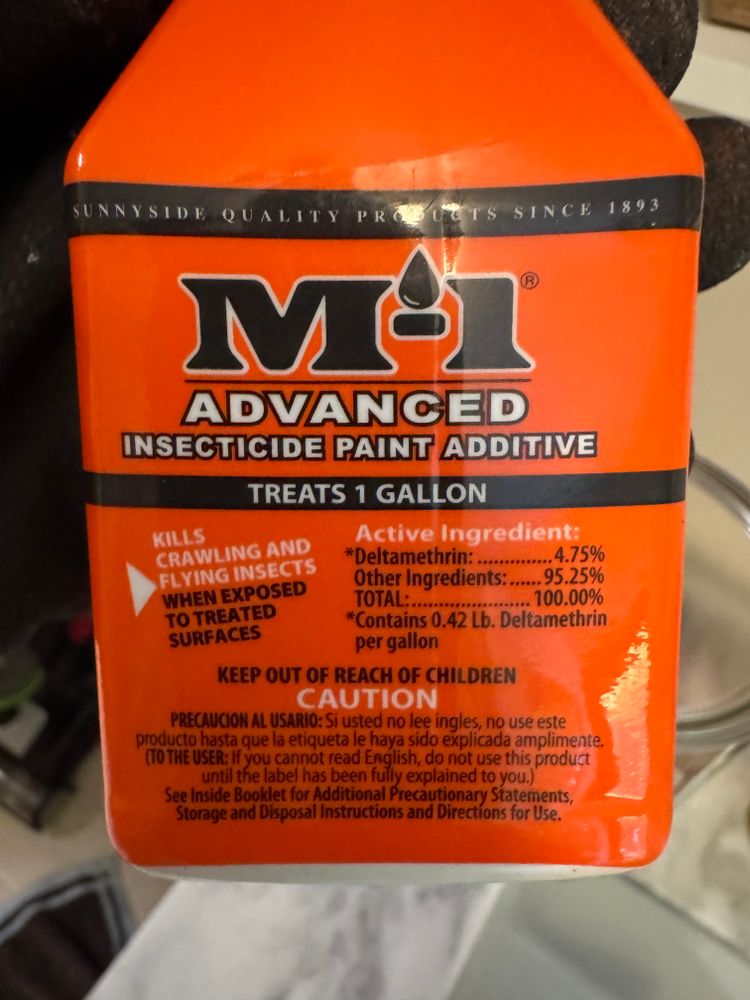 SUNNYSIDE QUALITY PRODUCTS SINCE 1893
M-1®
ADVANCED
INSECTICIDE PAINT ADDITIVE
TREATS 1 GALLON
KILLS
CRAWLING AND
FLYING INSECTS
WHEN EXPOSED
TO TREATED
SURFACES
Active Ingredient:
*Deltamethrin: ...............4.75%
Other Ingredients:......95.25%
TOTAL:....................... 100.00%
*Contains 0.42 Lb. Deltamethrin
per gallon
KEEP OUT OF REACH OF CHILDREN
CAUTION
PRECAUCION AL USARIO: Si usted no lee ingles, no use este
producto hasta que la etiqueta le haya sido explicada amplimente.
(TO THE USER: If you cannot read English, do not use this product
until the label has been fully explained to you.)
See Inside Booklet for Additional Precautionary Statements,
Storage and Disposal Instructions and Directions for Use.